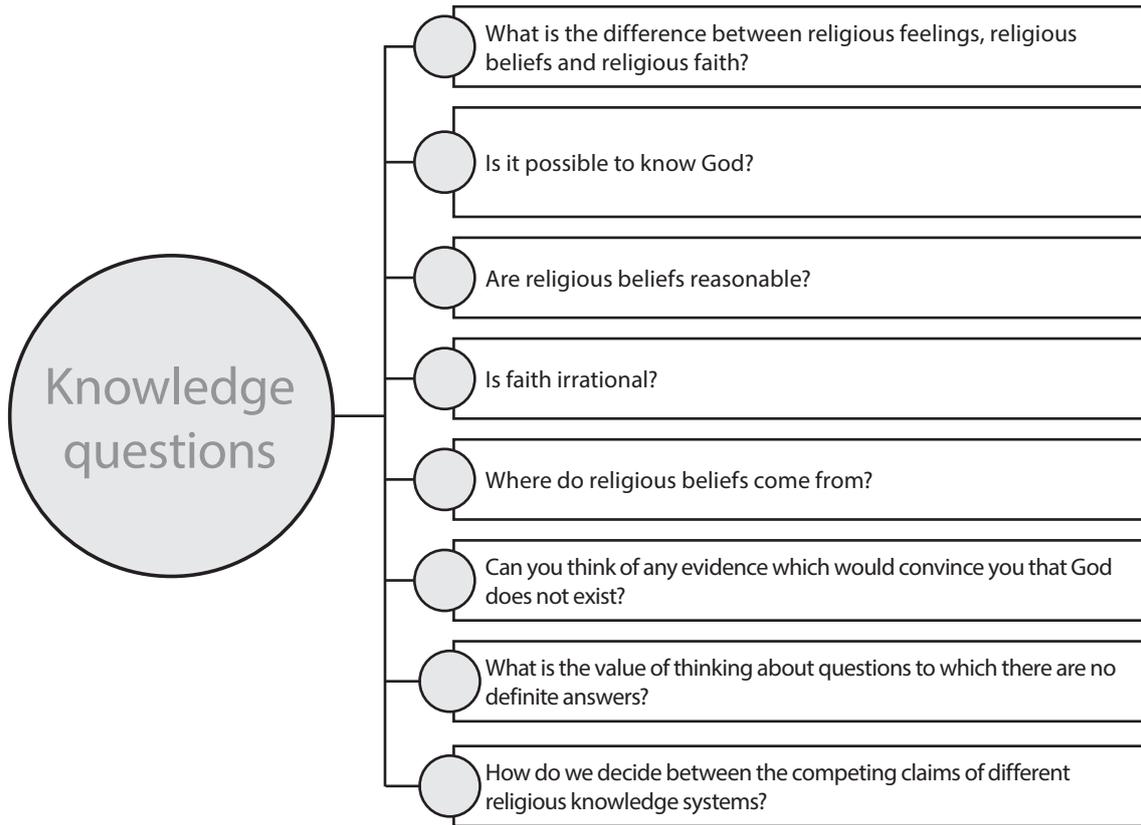 Knowledge
questions
What is the difference between religious feelings, religious
beliefs and religious faith?
Is it possible to know God?
Are religious beliefs reasonable?
Is faith irrational?
Where do religious beliefs come from?
Can you think of any evidence which would convince you that God
does not exist?
What is the value of thinking about questions to which there are no
definite answers?
How do we decide between the competing claims of different
religious knowledge systems?